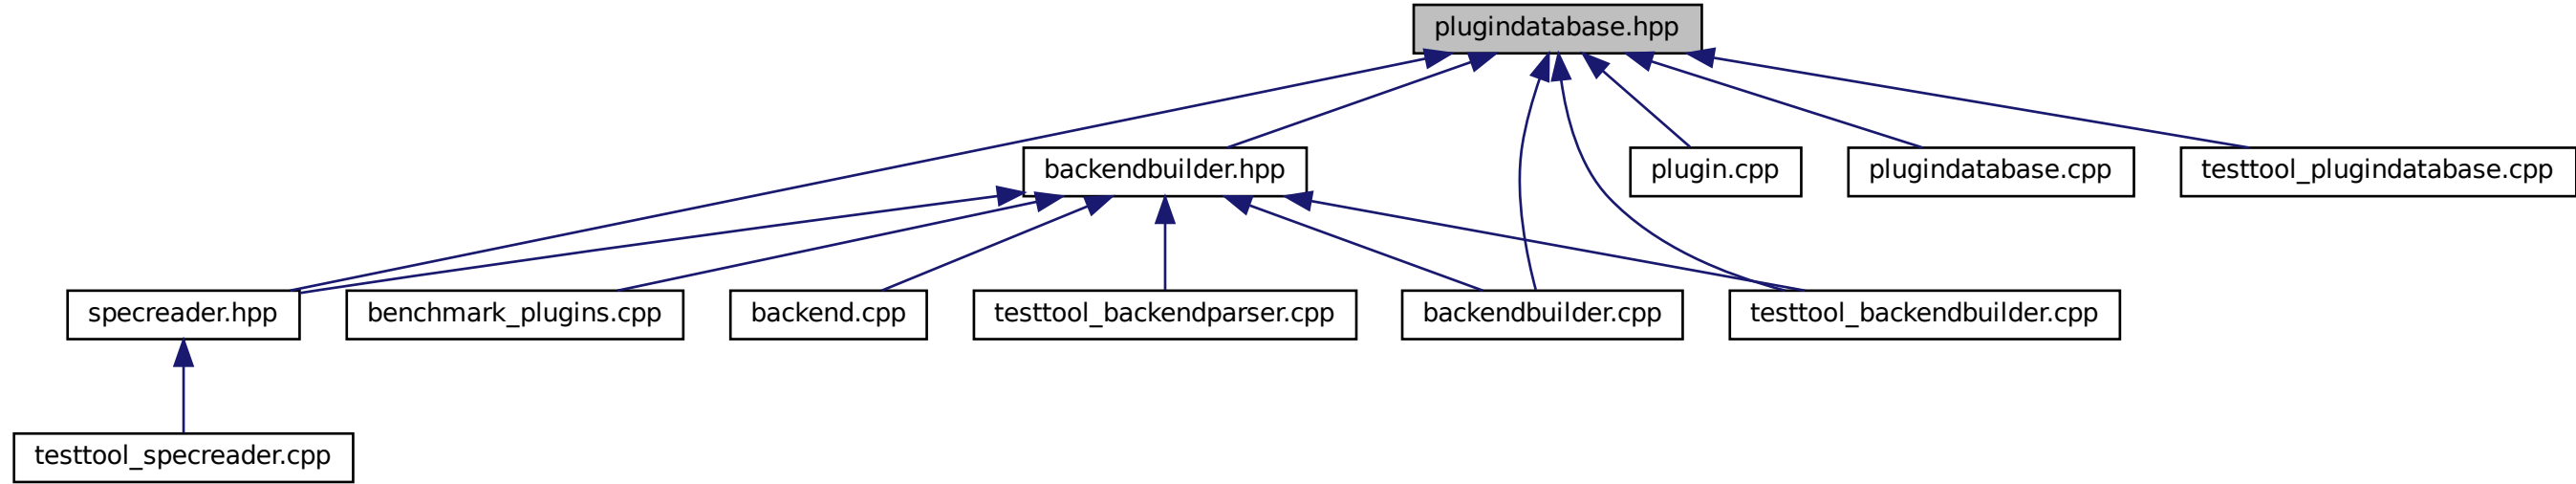 plugindatabase.hpp
backendbuilder.hpp
plugin.cpp
plugindatabase.cpp
testtool_plugindatabase.cpp
specreader.hpp
benchmark_plugins.cpp
backend.cpp
testtool_backendparser.cpp
backendbuilder.cpp
testtool_backendbuilder.cpp
testtool_specreader.cpp